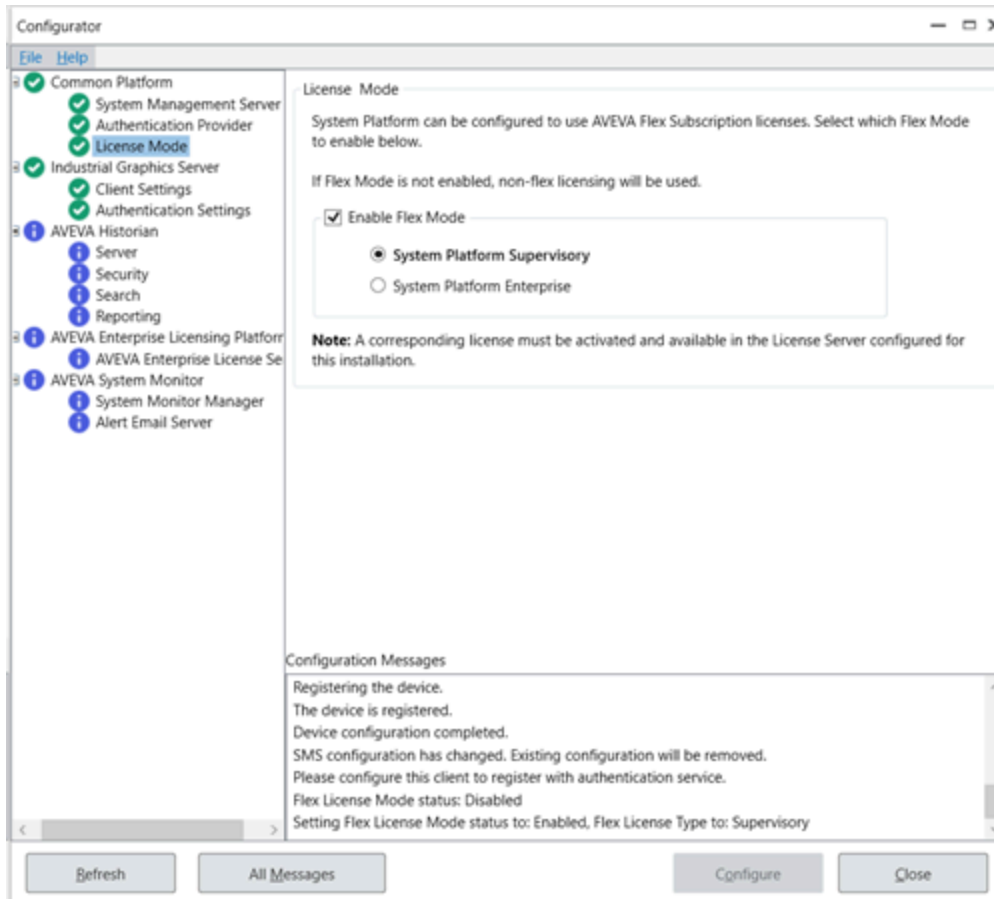 Configurator
File Help
Common Platform
System Management Server
Authentication Provider
License Mode
Industrial Graphics Server
Client Settings
Authentication Settings
AVEVA Historian
Server
Security
Search
Reporting
AVEVA Enterprise Licensing Platforr
AVEVA Enterprise License Se
AVEVA System Monitor
System Monitor Manager
Alert Email Server
License Mode
System Platform can be configured to use AVEVA Flex Subscription licenses. Select which Flex Mode
to enable below.
If Flex Mode is not enabled, non-flex licensing will be used.
Enable Flex Mode
System Platform Supervisory
System Platform Enterprise
Note: A corresponding license must be activated and available in the License Server configured for
this installation.
Configuration Messages
Registering the device.
The device is registered.
Device configuration completed.
SMS configuration has changed. Existing configuration will be removed.
Please configure this client to register with authentication service.
Flex License Mode status: Disabled
Setting Flex License Mode status to: Enabled, Flex License Type to: Supervisory
Refresh
All Messages
Configure
Close